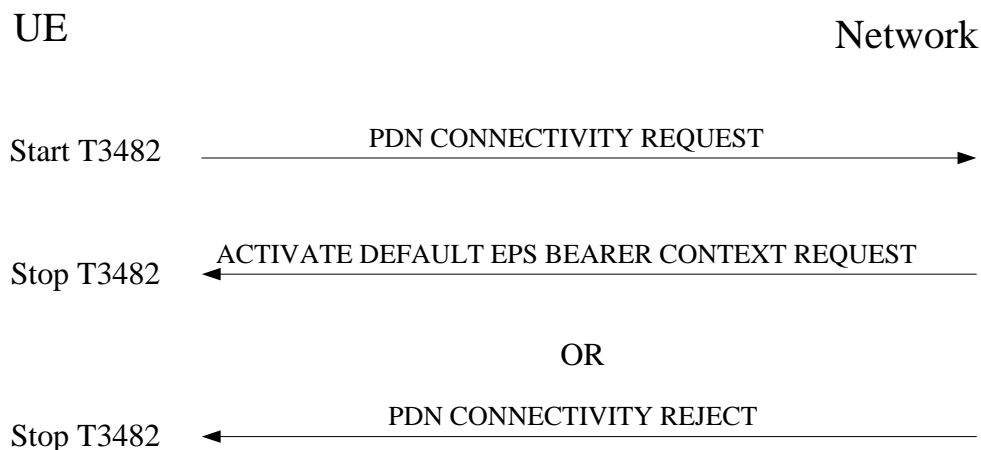 UE
Network
Start T3482
PDN CONNECTIVITY REQUEST
ACTIVATE DEFAULT EPS BEARER CONTEXT REQUEST
Stop T3482
OR
PDN CONNECTIVITY REJECT
Stop T3482